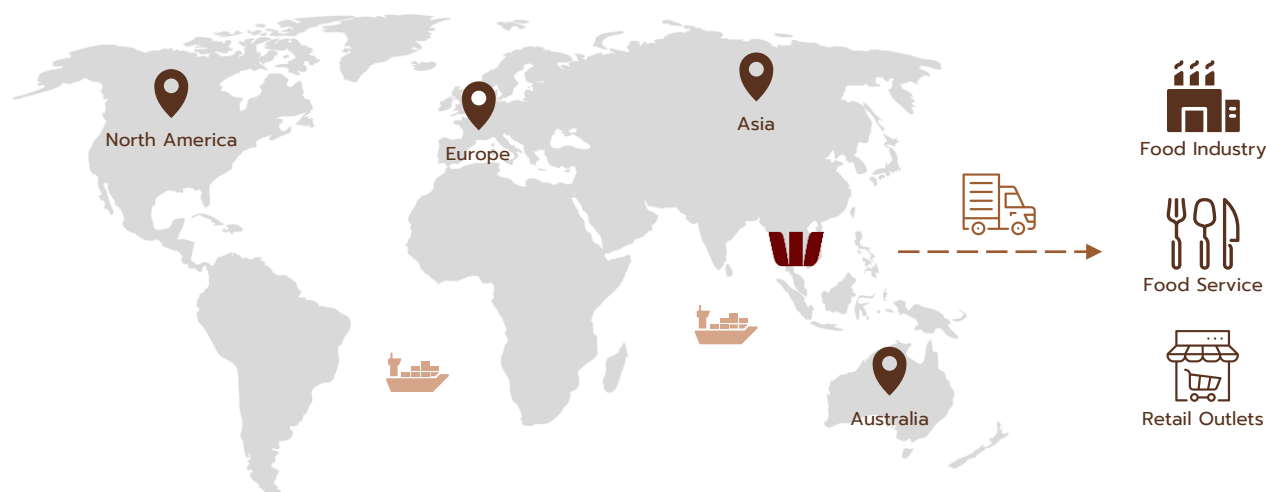 North America
Europe
Asia
Australia
Food Industry
Food Service
Retail Outlets